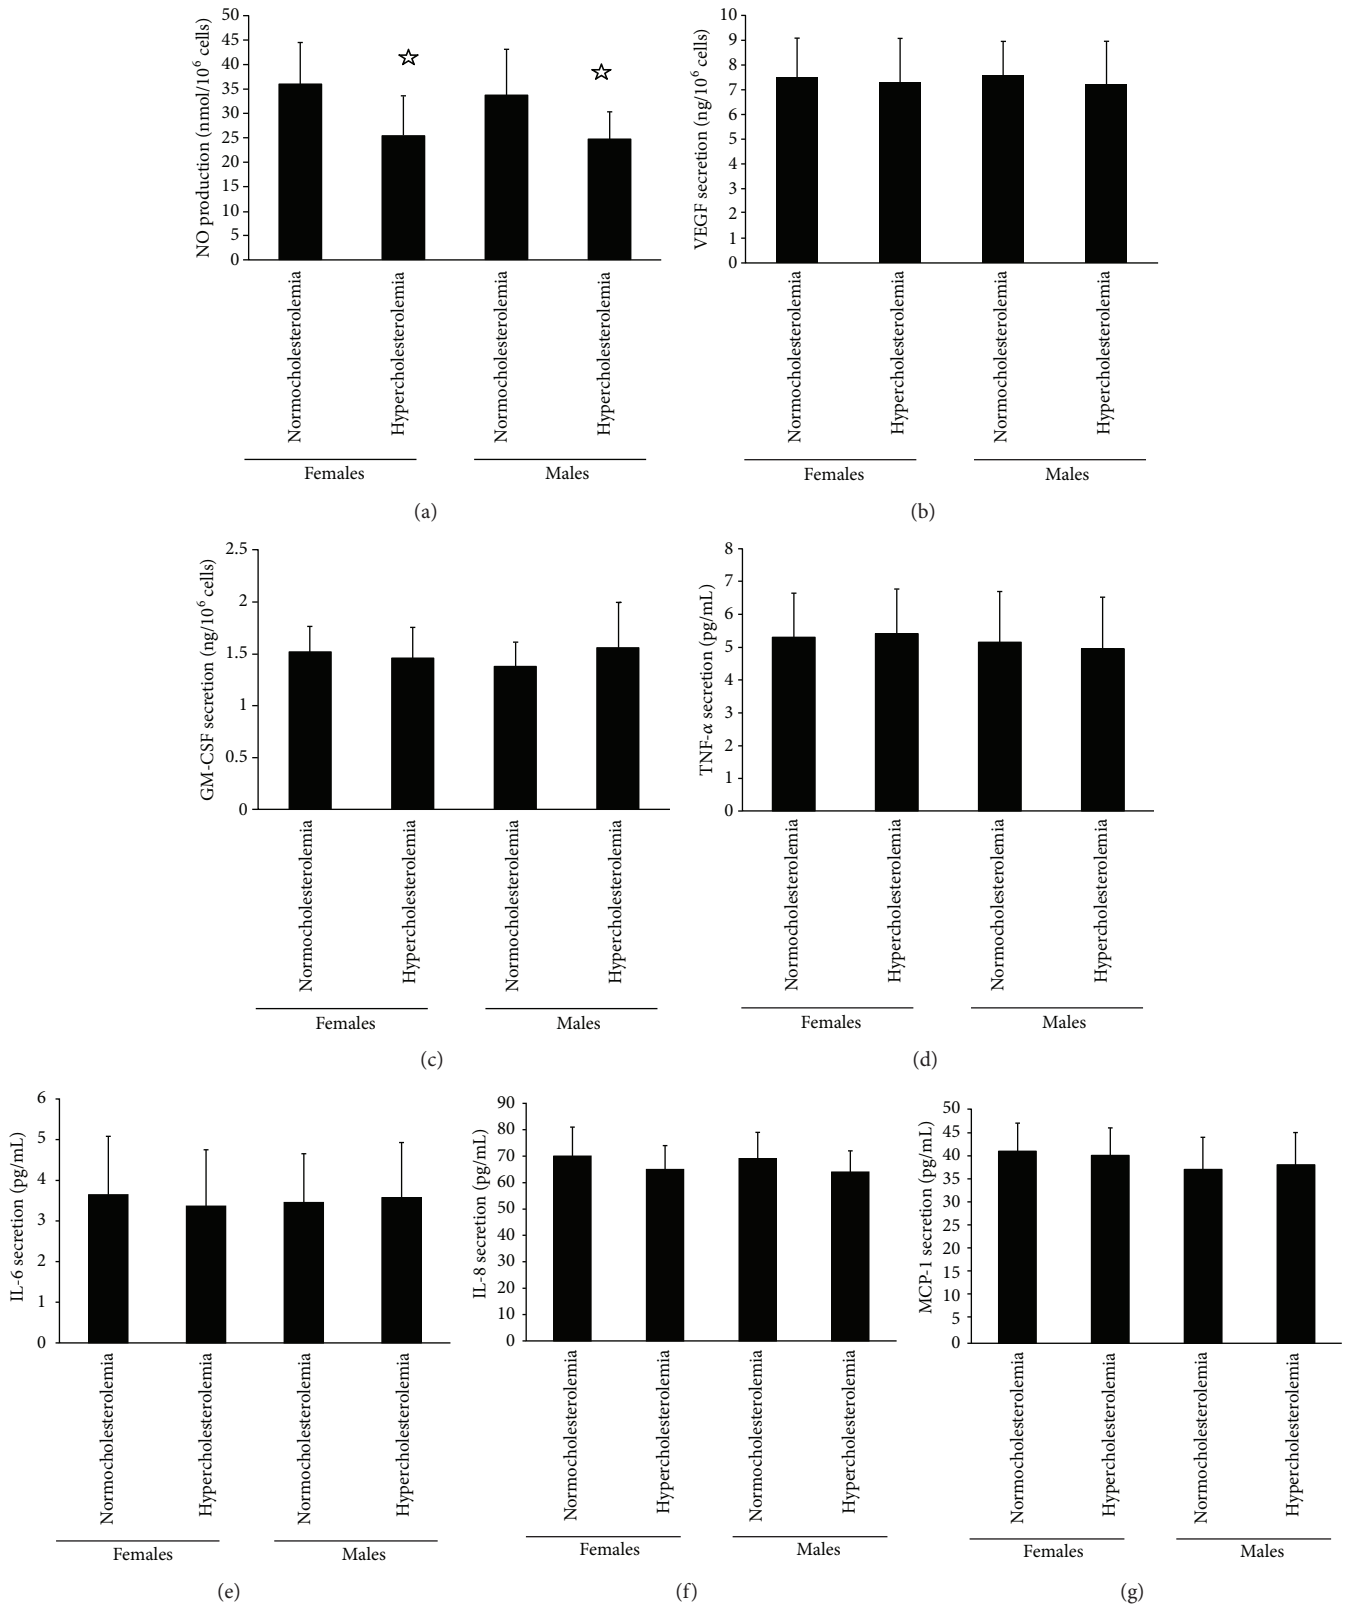 NO production (nmol/10⁶ cells)
50
45
40
35
30
25
20
15
10
5
0
Normocholesterolemia
Hypercholesterolemia
Normocholesterolemia
Hypercholesterolemia
Females
Males
(a)
VEGF secretion (ng/10⁶ cells)
10
9
8
7
6
5
4
3
2
1
0
Normocholesterolemia
Hypercholesterolemia
Normocholesterolemia
Hypercholesterolemia
Females
Males
(b)
GM-CSF secretion (ng/10⁶ cells)
2.5
2
1.5
1
0.5
0
Normocholesterolemia
Hypercholesterolemia
Normocholesterolemia
Hypercholesterolemia
Females
Males
(c)
TNF-α secretion (pg/mL)
8
7
6
5
4
3
2
1
0
Normocholesterolemia
Hypercholesterolemia
Normocholesterolemia
Hypercholesterolemia
Females
Males
(d)
IL-6 secretion (pg/mL)
6
5
4
3
2
1
0
Normocholesterolemia
Hypercholesterolemia
Normocholesterolemia
Hypercholesterolemia
Females
Males
(e)
IL-8 secretion (pg/mL)
90
80
70
60
50
40
30
20
10
0
Normocholesterolemia
Hypercholesterolemia
Normocholesterolemia
Hypercholesterolemia
Females
Males
(f)
MCP-1 secretion (pg/mL)
50
45
40
35
30
25
20
15
10
5
0
Normocholesterolemia
Hypercholesterolemia
Normocholesterolemia
Hypercholesterolemia
Females
Males
(g)